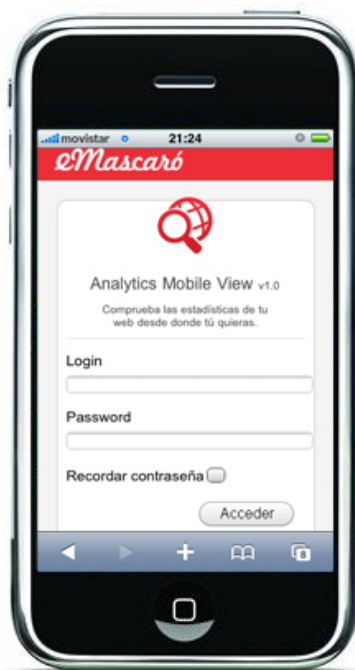 movistar 21:24
eMascaró
Analytics Mobile View v1.0
Comprueba las estadísticas de tu
web desde donde tú quieras.
Login
Password
Recordar contraseña
Acceder
8